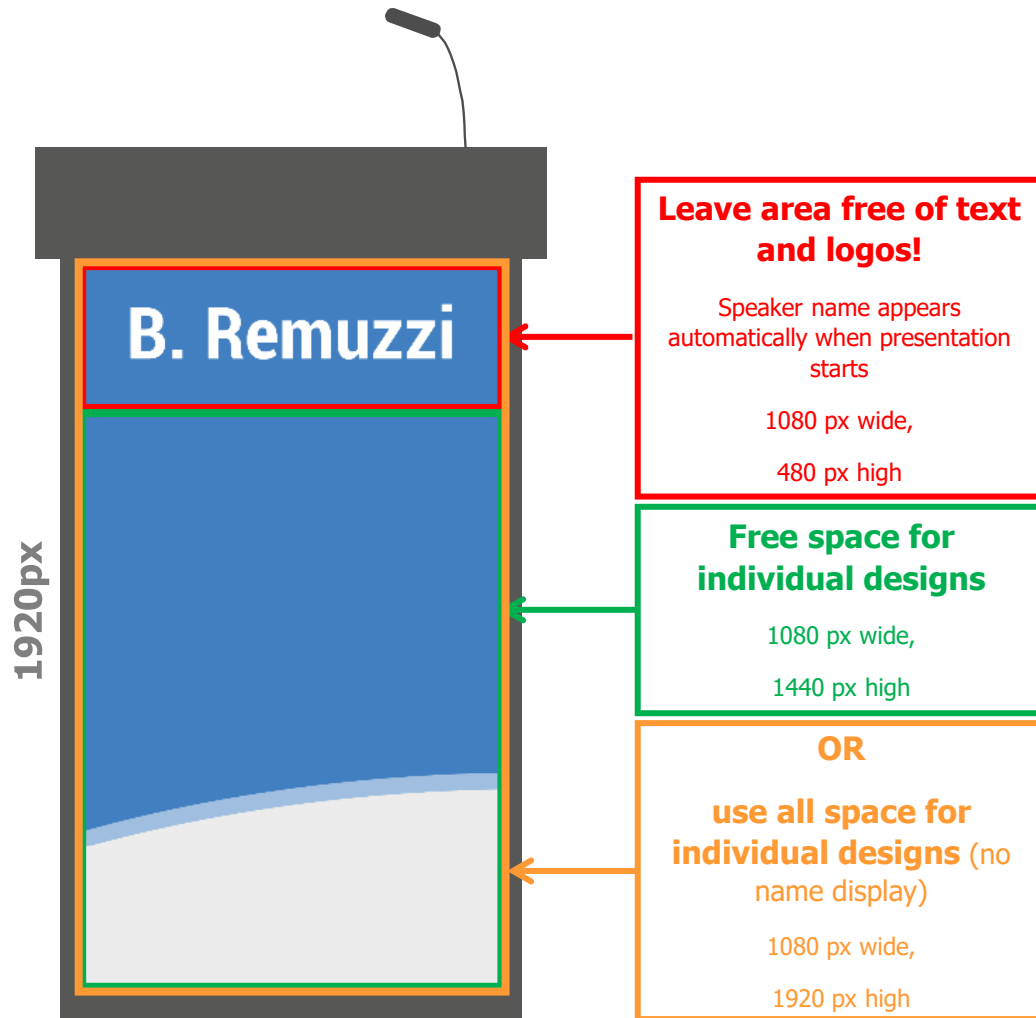 B. Remuzzi
1920px
Leave area free of text
and logos!
Speaker name appears
automatically when presentation
starts
1080 px wide,
480 px high
Free space for
individual designs
1080 px wide,
1440 px high
OR
use all space for
individual designs (no
name display)
1080 px wide,
1920 px high